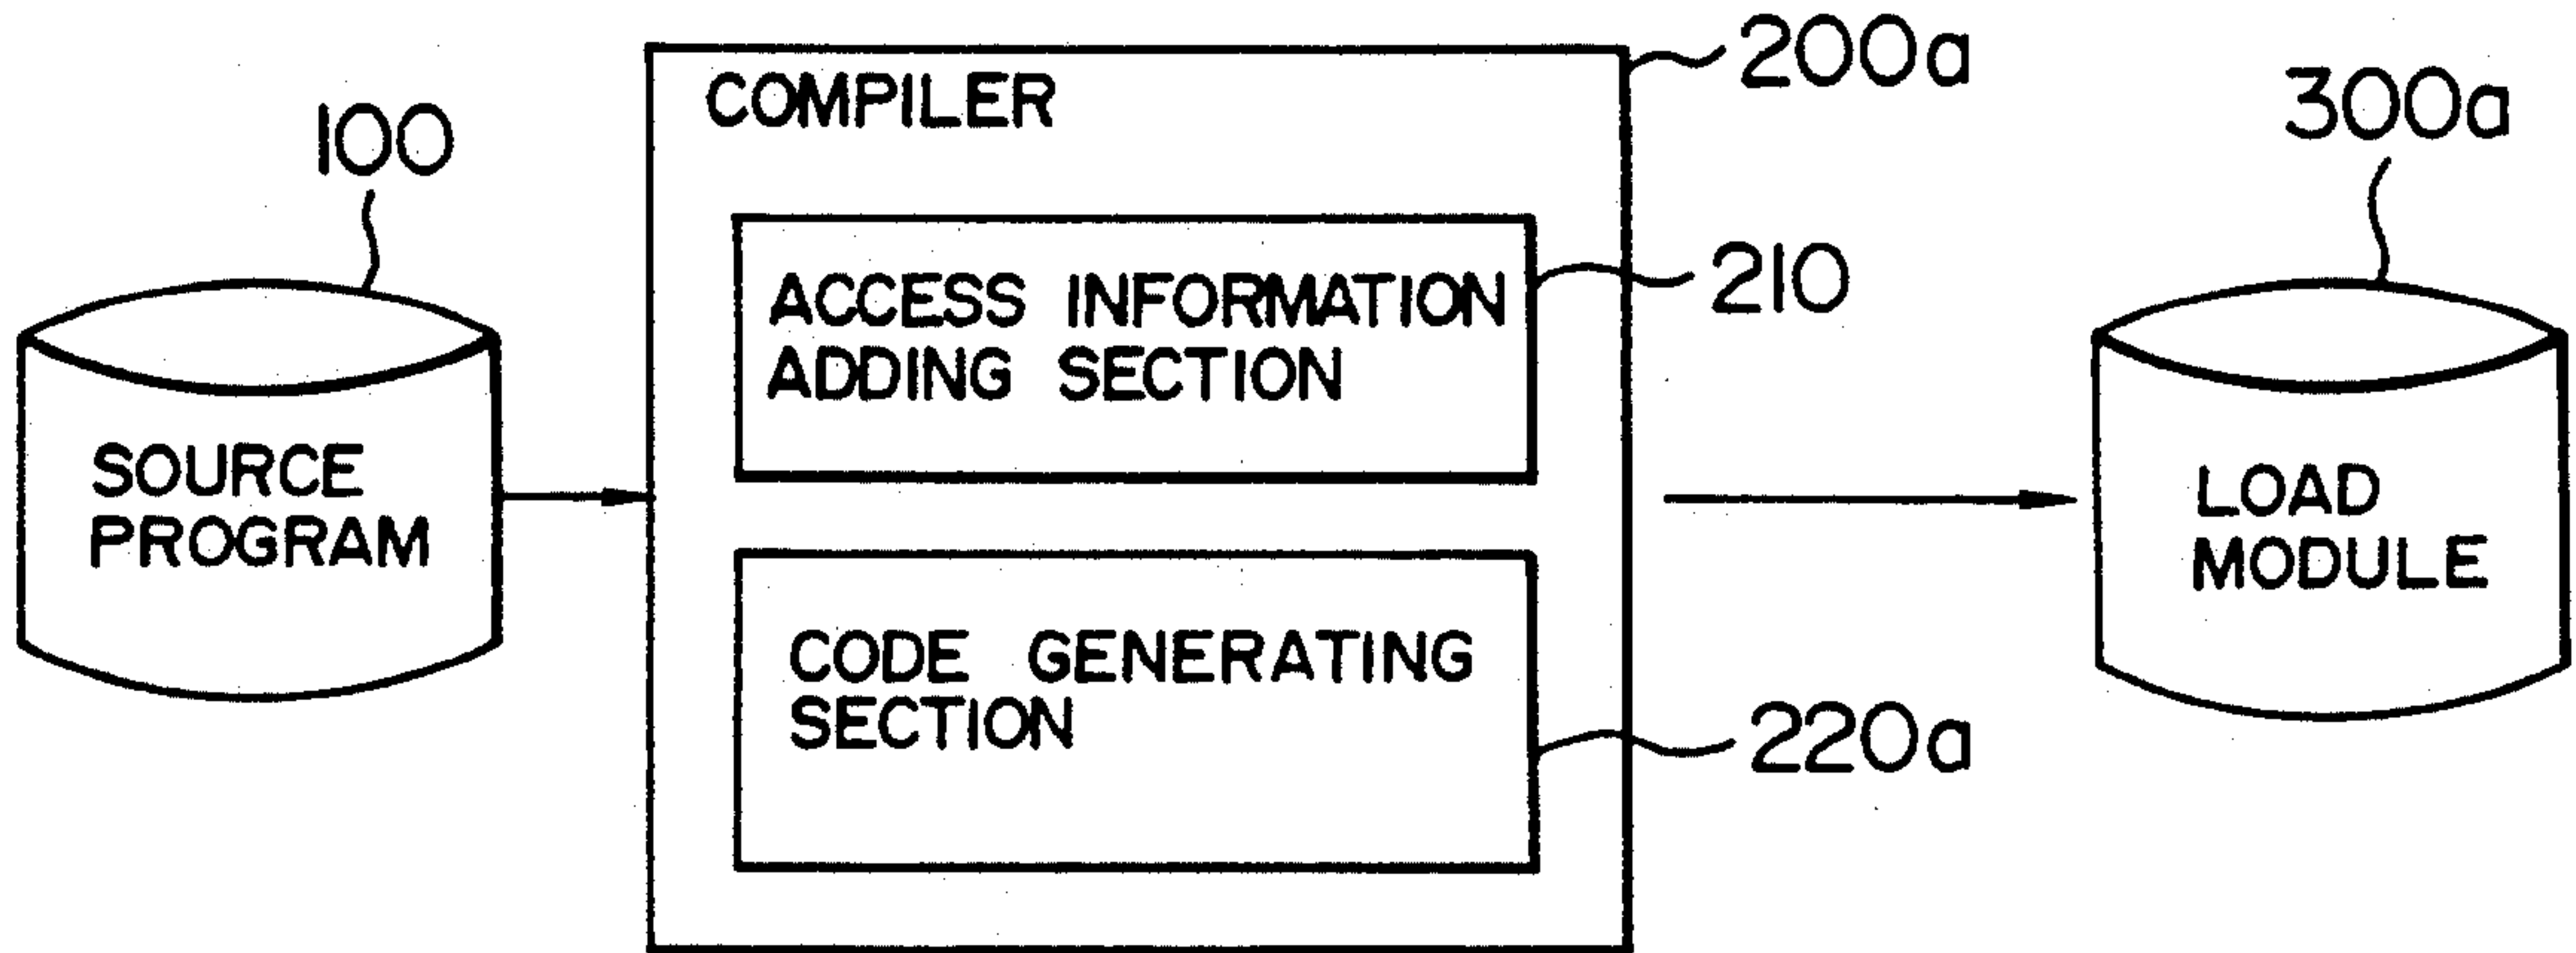 100
SOURCE
PROGRAM
COMPILER
200a
ACCESS INFORMATION
ADDING SECTION
210
CODE GENERATING
SECTION
220a
300a
LOAD
MODULE